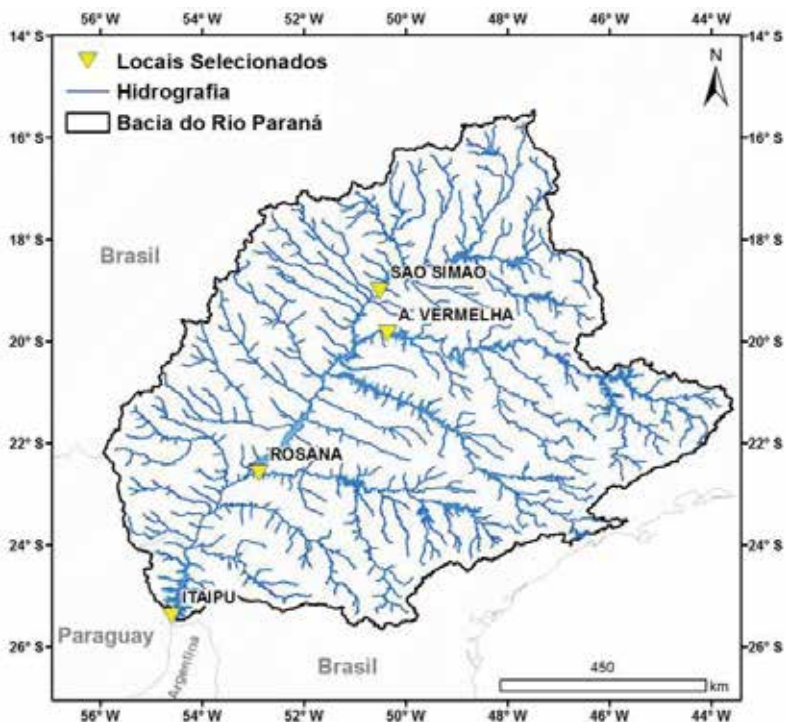 56° W 54° W 52° W 50° W 48° W 46° W 44° W
14° S
Locais Selecionados
N
Hidrografia
Bacia do Rio Paraná
16° S 16° S
18° S 18° S
Brasil
SAO SIMAO
A. VERMELHA
20° S 20° S
22° S 22° S
ROSANA
24° S 24° S
ITAIPU
Paraguay
26° S 26° S
Argentina
Brasil
450
km
56° W 54° W 52° W 50° W 48° W 46° W 44° W